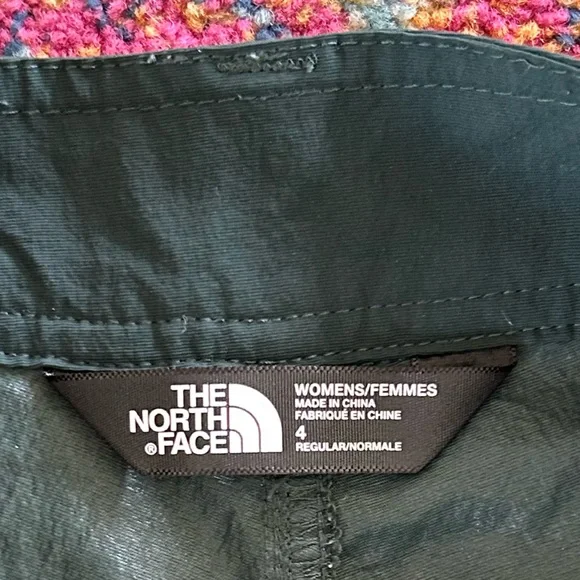 THE
NORTH
®FACE
WOMENS/FEMMES
MADE IN CHINA
FABRIQUÉ EN CHINE
4
REGULAR/NORMALE